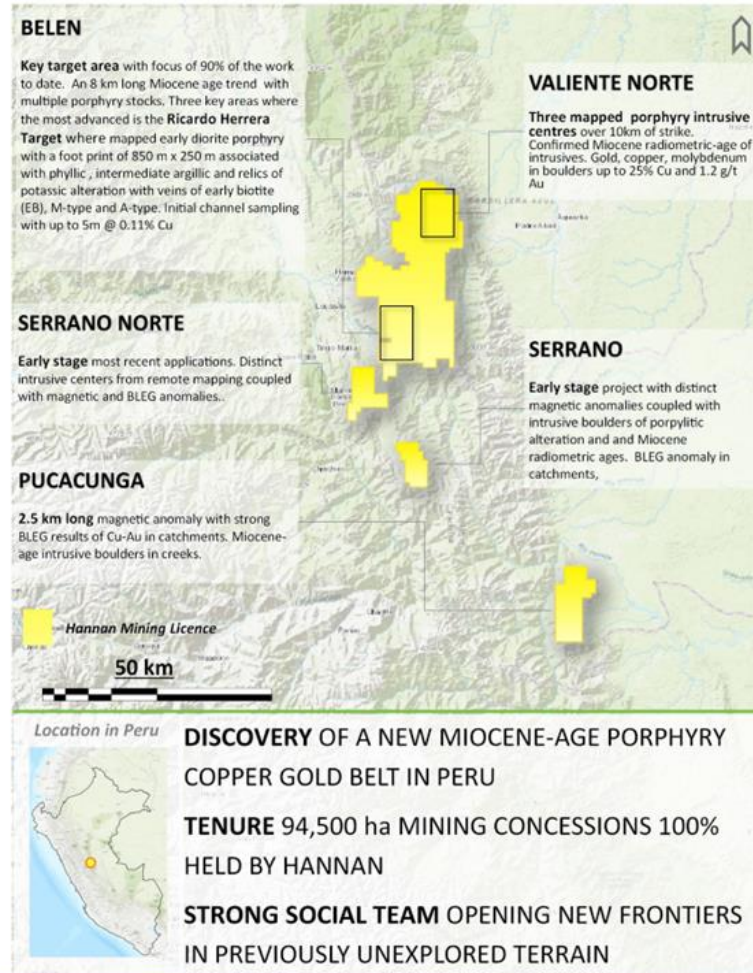 BELEN
Key target area with focus of 90% of the work
to date. An 8 km long Miocene age trend with
multiple porphyry stocks. Three key areas where
the most advanced is the Ricardo Herrera
Target where mapped early diorite porphyry
with a foot print of 850 m x 250 m associated
with phyllic , intermediate argillic and relics of
potassic alteration with veins of early biotite
(EB), M-type and A-type. Initial channel sampling
with up to 5m @ 0.11% Cu
VALIENTE NORTE
Three mapped porphyry intrusive
centres over 10km of strike.
Confirmed Miocene radiometric-age of
intrusives. Gold, copper, molybdenum
in boulders up to 25% Cu and 1.2 g/t
Au
SERRANO NORTE
Early stage most recent applications. Distinct
intrusive centers from remote mapping coupled
with magnetic and BLEG anomalies..
SERRANO
Early stage project with distinct
magnetic anomalies coupled with
intrusive boulders of porpylitic
alteration and and Miocene
radiometric ages. BLEG anomaly in
catchments,
PUCACUNGA
2.5 km long magnetic anomaly with strong
BLEG results of Cu-Au in catchments. Miocene-
age intrusive boulders in creeks.
Hannan Mining Licence
50 km
Location in Peru
DISCOVERY OF A NEW MIOCENE-AGE PORPHYRY
COPPER GOLD BELT IN PERU
TENURE 94,500 ha MINING CONCESSIONS 100%
HELD BY HANNAN
STRONG SOCIAL TEAM OPENING NEW FRONTIERS
IN PREVIOUSLY UNEXPLORED TERRAIN